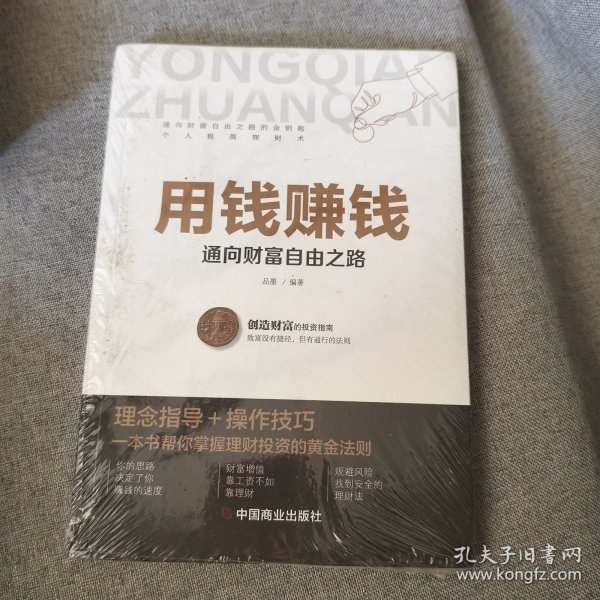 YONGQIAN
ZHUANQIAN
通向财富自由之路的金钥匙
个人极简理财术
用钱赚钱
通向财富自由之路
品墨 / 编著
创造财富的投资指南
致富没有捷径，但有通行的法则
理念指导+操作技巧
一本书帮你掌握理财投资的黄金法则
你的思路
决定了你
赚钱的速度
财富增值
靠工资不如
靠理财
规避风险
找到安全的
理财法
中国商业出版社
孔夫子旧书网
www.kongfz.com